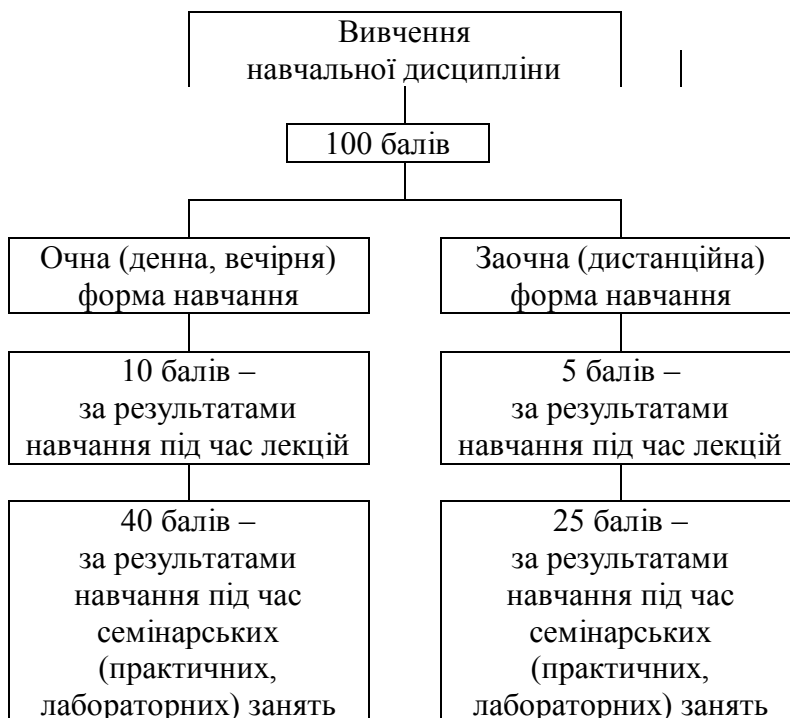 Вивчення
навчальної дисципліни
100 балів
Очна (денна, вечірня)
форма навчання
Заочна (дистанційна)
форма навчання
10 балів –
за результатами
навчання під час лекцій
5 балів –
за результатами
навчання під час лекцій
40 балів –
за результатами
навчання під час
семінарських
(практичних,
лабораторних) занять
25 балів –
за результатами
навчання під час
семінарських
(практичних,
лабораторних) занять